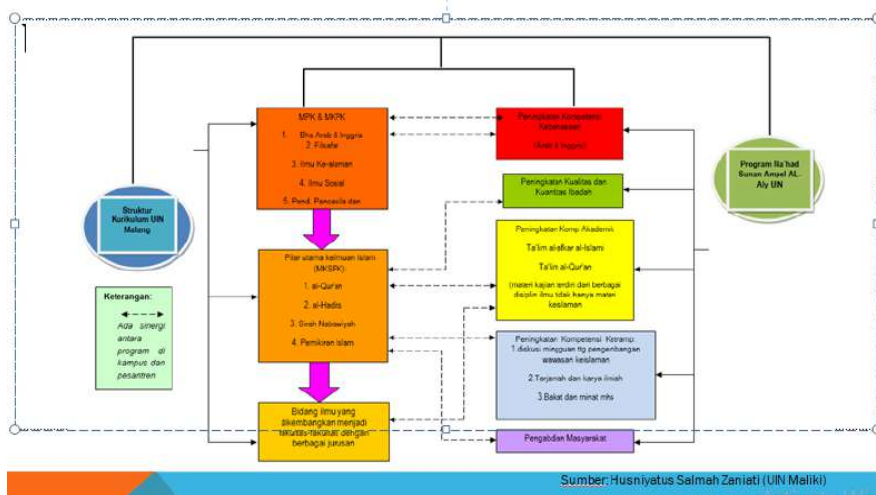 MPK & MKPK
1. Bhs Arab & Inggris
2. Filsafat
3. Ilmu Ke-alaman
4. Ilmu Sosial
5. Pend. Pancasila dan
Peningkatan Kompetensi
Kebahasaan
(Arab & Inggris)
Program Ma'had
Sunan Ampel AL-
Aly UIN
Peningkatan Kualitas dan
Kuantitas Ibadah
Struktur
Kurikulum UIN
Malang
Peningkatan Komp Akademik
Ta'lim al-afkar al-Islami
Ta'lim al-Qur'an
(materi kajian terdiri dari berbagai
disiplin ilmu tidak hanya materi
keislaman
Pilar utama keilmuan Islam
(MKSPK):
1. al-Qur'an
2. al-Hadis
3. Sirah Nabawiyah
4. Pemikiran Islam
Keterangan:
Ada sinergi
antara
program di
kampus dan
pesantren
Peningkatan Kompetensi Ketramp:
1.diskusi mingguan ttg pengembangan
wawasan keislaman
2.Terjamah dan karya ilmiah
3.Bakat dan minat mhs
Bidang ilmu yang
dikembangkan menjadi
fakultas-fakultas dengan
berbagai jurusan
Pengabdian Masyarakat
Sumber: Husniyatus Salmah Zaniati (UIN Maliki)